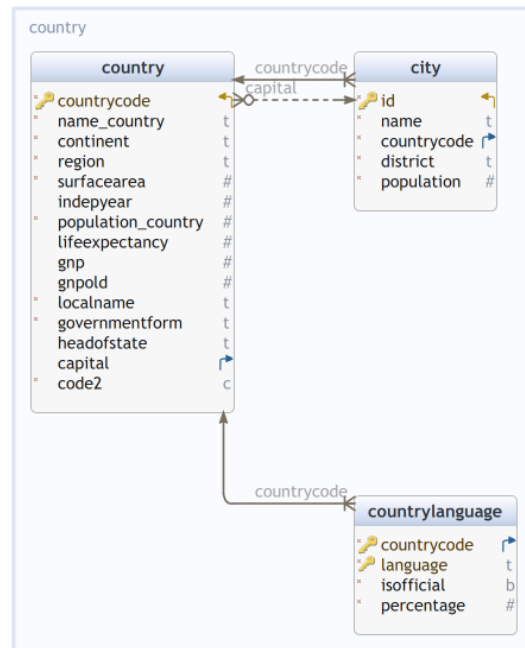 country
country
countrycode
name_country t
continent t
region t
surfacearea #
indepyear #
population_country #
lifeexpectancy #
gnp #
gnpold #
localname t
governmentform t
headofstate t
capital
code2 c
countrycode
capital
city
id
name t
countrycode
district t
population #
countrycode
countrylanguage
countrycode
language t
isofficial b
percentage #